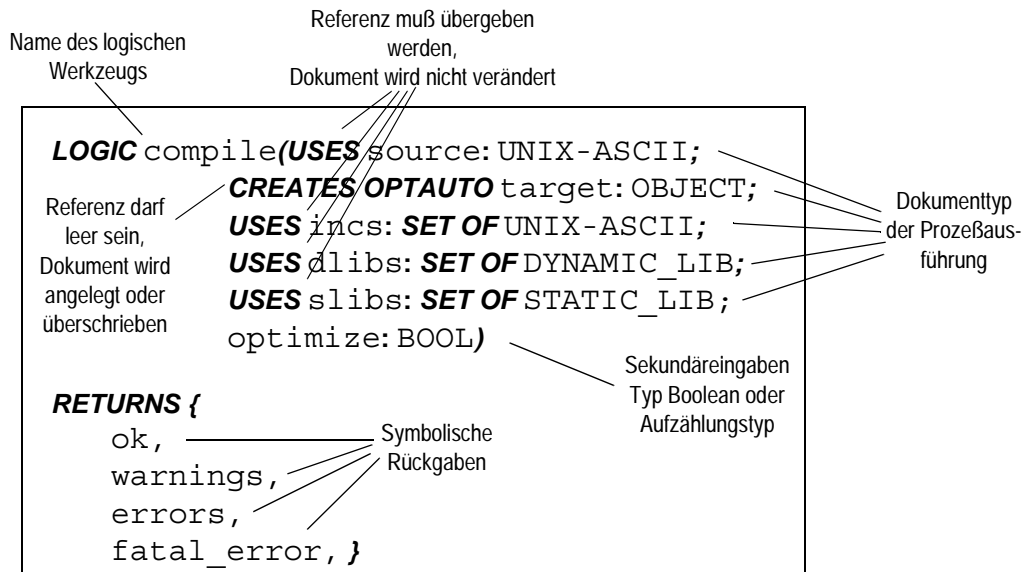 Referenz muß übergeben
werden,
Dokument wird nicht verändert
Name des logischen
Werkzeugs
LOGIC compile(USES source: UNIX-ASCII;
CREATES OPTAUTO target: OBJECT;
USES incs: SET OF UNIX-ASCII;
USES dlibs: SET OF DYNAMIC_LIB;
USES slibs: SET OF STATIC_LIB;
optimize: BOOL)
Referenz darf
leer sein,
Dokument wird
angelegt oder
überschrieben
Dokumenttyp
der Prozeßaus-
führung
Sekundäreingaben
Typ Boolean oder
Aufzählungstyp
RETURNS {
ok,
warnings,
errors,
fatal_error, }
Symbolische
Rückgaben